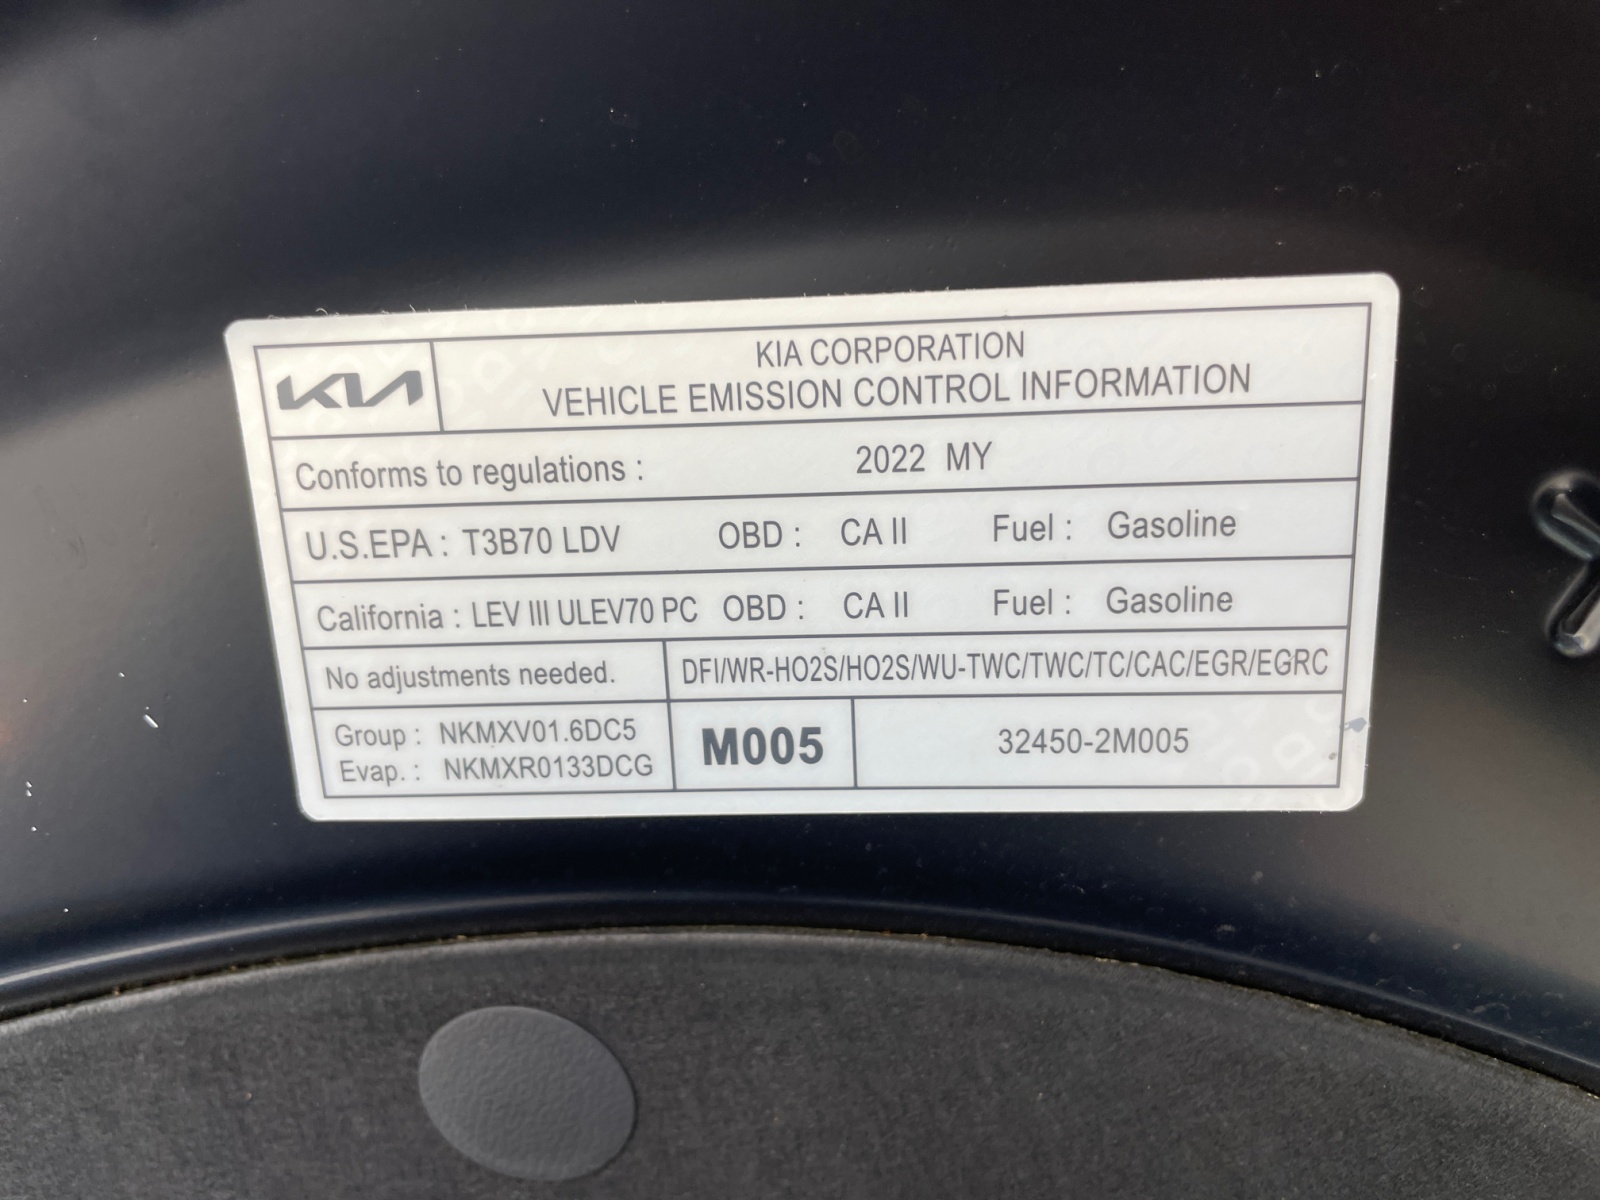 KIA
KIA CORPORATION
VEHICLE EMISSION CONTROL INFORMATION
Conforms to regulations : 2022 MY
U.S.EPA : T3B70 LDV OBD : CA II Fuel : Gasoline
California : LEV III ULEV70 PC OBD : CA II Fuel : Gasoline
No adjustments needed. DFI/WR-HO2S/HO2S/WU-TWC/TWC/TC/CAC/EGR/EGRC
Group : NKMXV01.6DC5
Evap. : NKMXR0133DCG
M005
32450-2M005